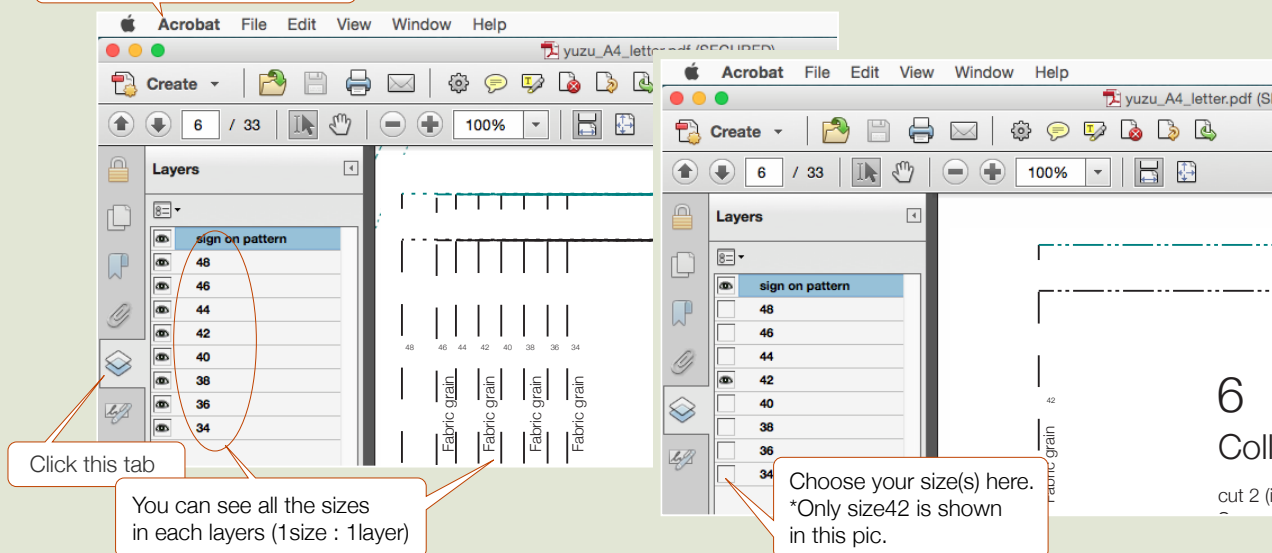 Acrobat File Edit View Window Help
yuzu_A4_letter.pdf (SECURED)
Create
6 / 33 100%
Layers
sign on pattern
48
46
44
42
40
38
36
34
48 46 44 42 40 38 36 34
Fabric grain Fabric grain Fabric grain Fabric grain
Click this tab
You can see all the sizes
in each layers (1size : 1layer)
Acrobat File Edit View Window Help
yuzu_A4_letter.pdf (S
Create
6 / 33 100%
Layers
sign on pattern
48
46
44
42
40
38
36
34
42
Fabric grain
6
Coll
cut 2 (i
Choose your size(s) here.
*Only size42 is shown
in this pic.